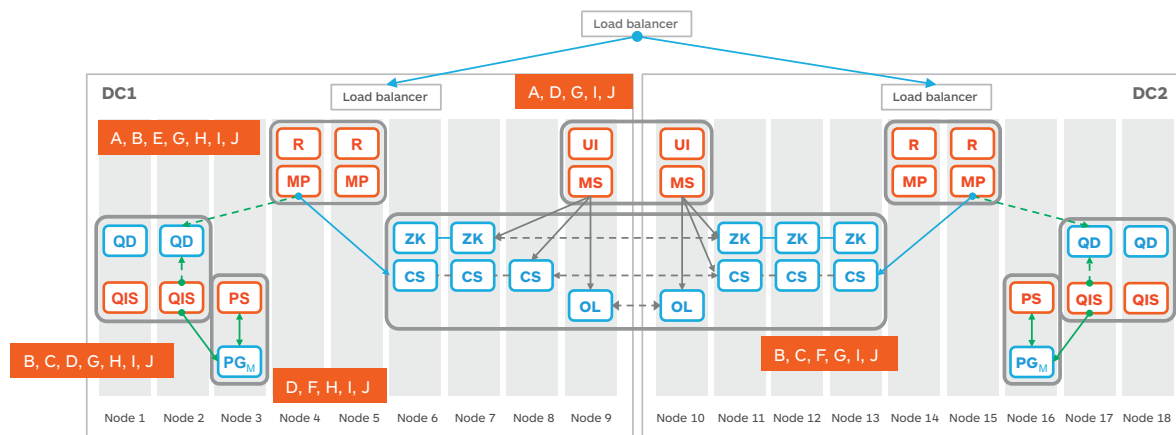 Load balancer
DC1
Load balancer
A, D, G, I, J
Load balancer
DC2
A, B, E, G, H, I, J
R R UI UI R R
MP MP MS MS MP MP
QD QD ZK ZK ZK ZK ZK QD QD
CS CS CS CS CS CS
QIS QIS PS OL OL PS QIS QIS
B, C, D, G, H, I, J
PGM
B, C, F, G, I, J
PGM
D, F, H, I, J
Node 1 Node 2 Node 3 Node 4 Node 5 Node 6 Node 7 Node 8 Node 9 Node 10 Node 11 Node 12 Node 13 Node 14 Node 15 Node 16 Node 17 Node 18